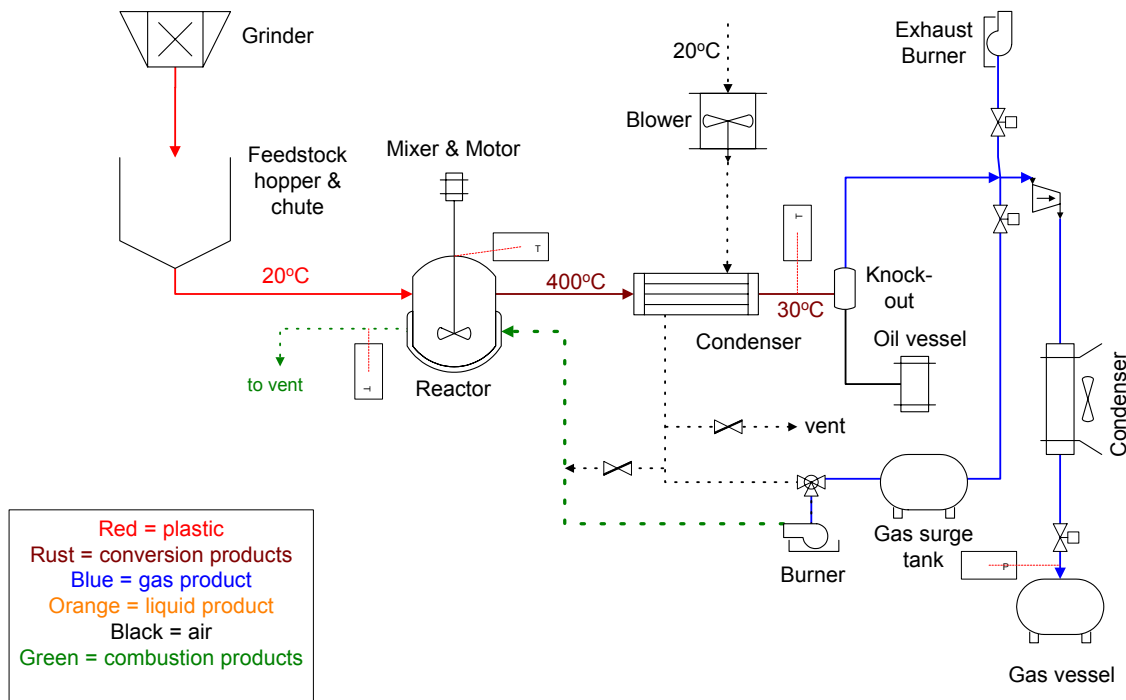 Grinder
20°C
Exhaust
Burner
Blower
Mixer & Motor
Feedstock
hopper &
chute
T
T
20°C
400°C
30°C
Knock-
out
Condenser
Oil vessel
T
to vent
Reactor
vent
Condenser
Gas surge
tank
Burner
P
Gas vessel
Red = plastic
Rust = conversion products
Blue = gas product
Orange = liquid product
Black = air
Green = combustion products